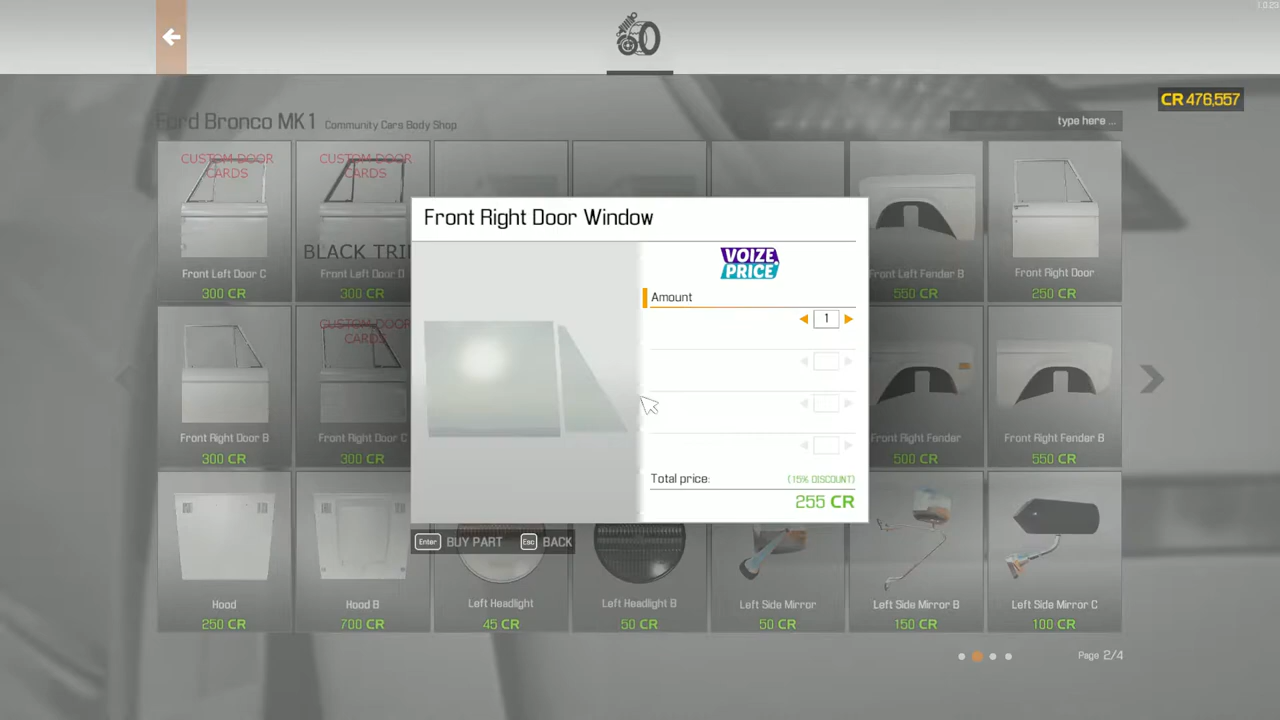 1.0.23
CR 476,557
Ford Bronco MK1 Community Cars Body Shop
type here ...
CUSTOM DOOR
CARDS
Front Left Door C
300 CR
CUSTOM DOOR
CARDS
BLACK TRI
Front Left Door D
300 CR
Front Left Fender B
550 CR
Front Right Door
250 CR
Front Right Door Window
VOIZE
PRICE
Amount
1
Total price:
(15% DISCOUNT)
255 CR
Enter BUY PART Esc BACK
Front Right Door B
300 CR
CUSTOM DOOR
CARDS
Front Right Door C
300 CR
Front Right Fender
500 CR
Front Right Fender B
550 CR
Hood
250 CR
Hood B
700 CR
Left Headlight
45 CR
Left Headlight B
50 CR
Left Side Mirror
50 CR
Left Side Mirror B
150 CR
Left Side Mirror C
100 CR
Page 2/4